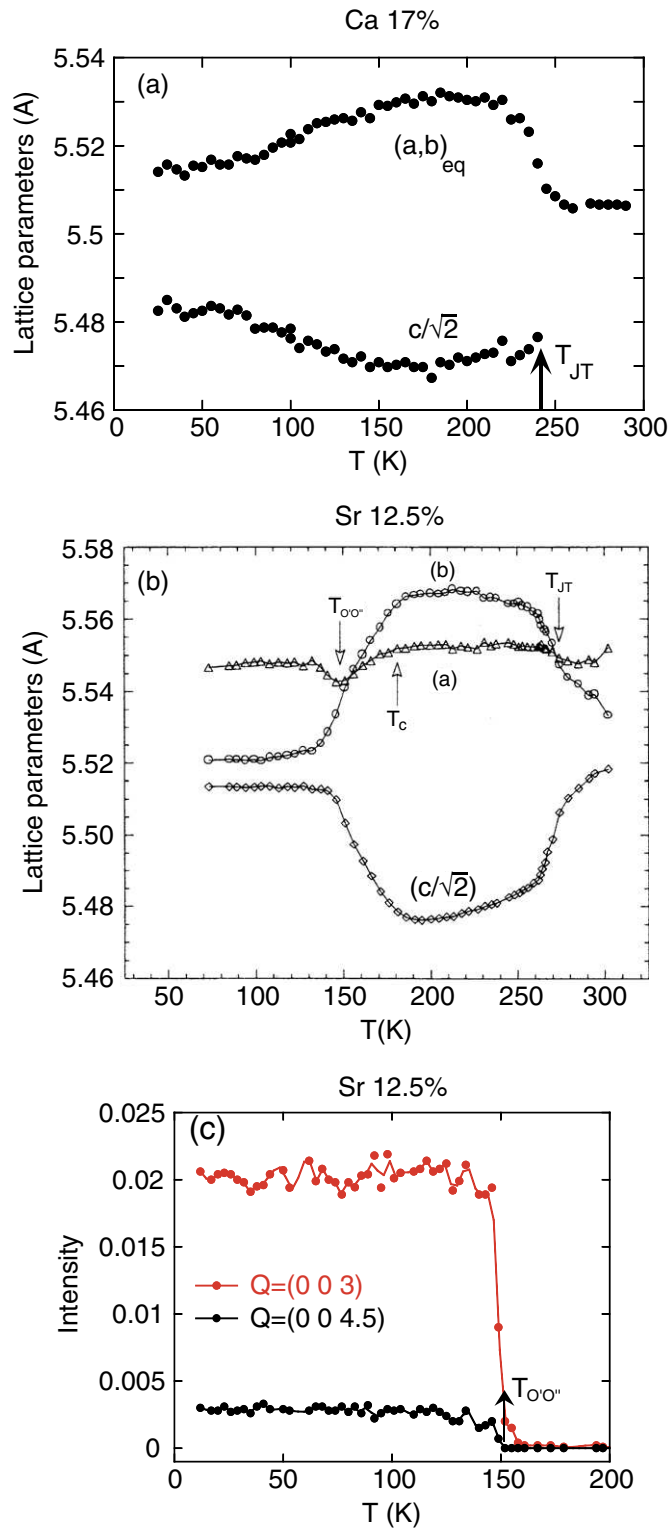 Ca 17%
(a)
5.54
5.52
5.5
5.48
5.46
Lattice parameters (A)
(a,b)eq
c/√2
TJT
0 50 100 150 200 250 300
T (K)
Sr 12.5%
(b)
5.58
5.56
5.54
5.52
5.50
5.48
5.46
Lattice parameters (A)
TO'O"
(b)
TJT
(a)
Tc
(c/√2)
50 100 150 200 250 300
T(K)
Sr 12.5%
(c)
0.025
0.02
0.015
0.01
0.005
0
Intensity
Q=(0 0 3)
Q=(0 0 4.5)
TO'O"
0 50 100 150 200
T (K)